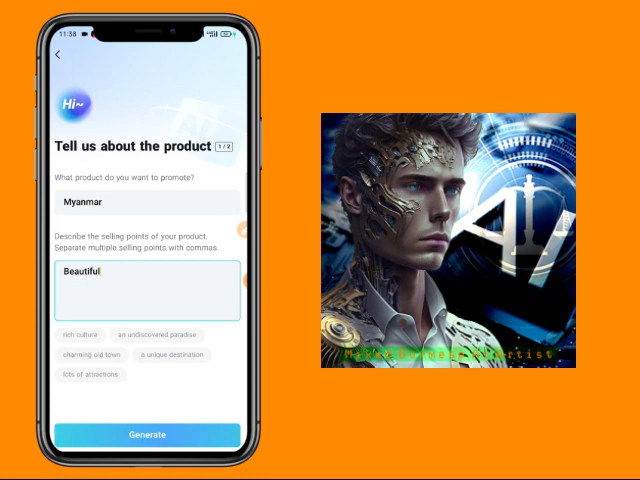 11:38
Hi~
Tell us about the product 1 / 2
What product do you want to promote?
Myanmar
Describe the selling points of your product.
Separate multiple selling points with commas.
Beautiful
rich culture
an undiscovered paradise
charming old town
a unique destination
lots of attractions
Generate
AI
Artist